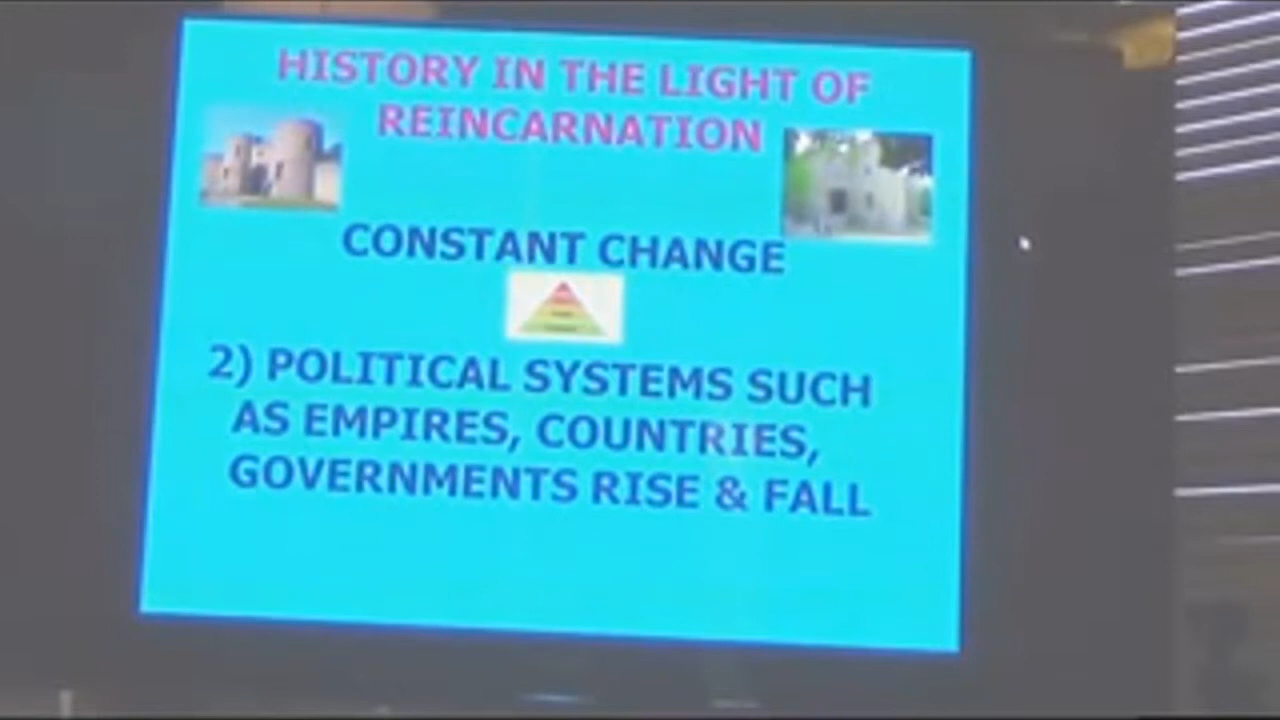 HISTORY IN THE LIGHT OF
REINCARNATION
CONSTANT CHANGE
2) POLITICAL SYSTEMS SUCH
AS EMPIRES, COUNTRIES,
GOVERNMENTS RISE & FALL